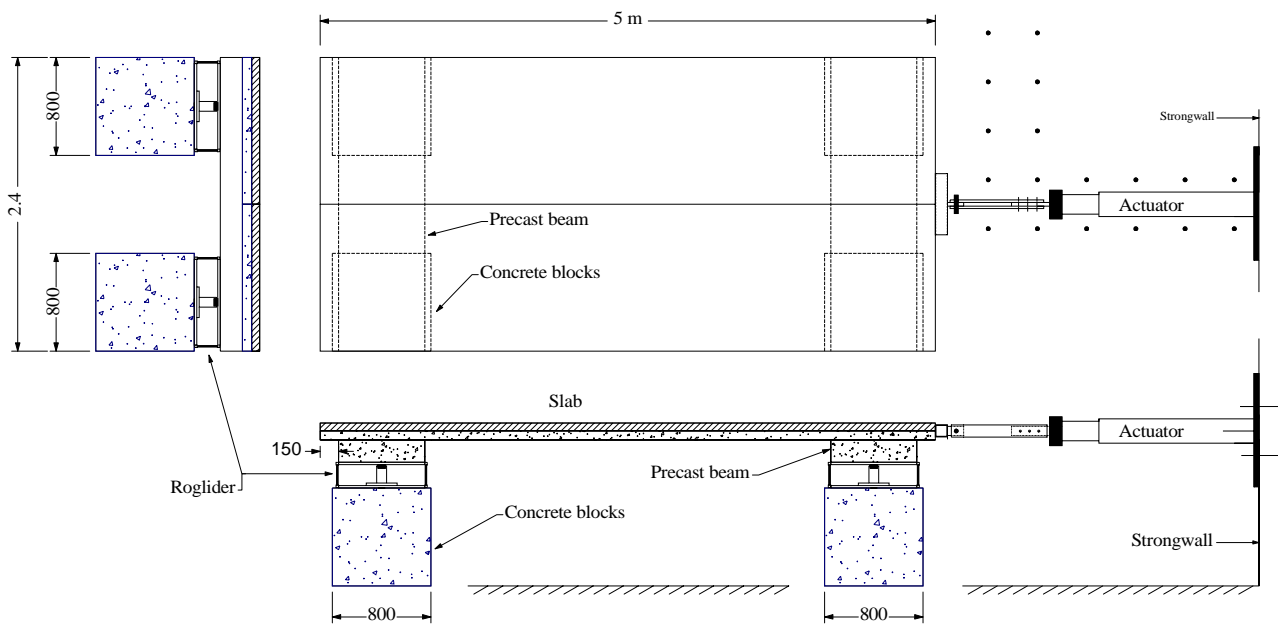 5 m
800
2.4
800
Strongwall
Actuator
Precast beam
Concrete blocks
Slab
Actuator
150
Precast beam
Roglider
Concrete blocks
Strongwall
800
800